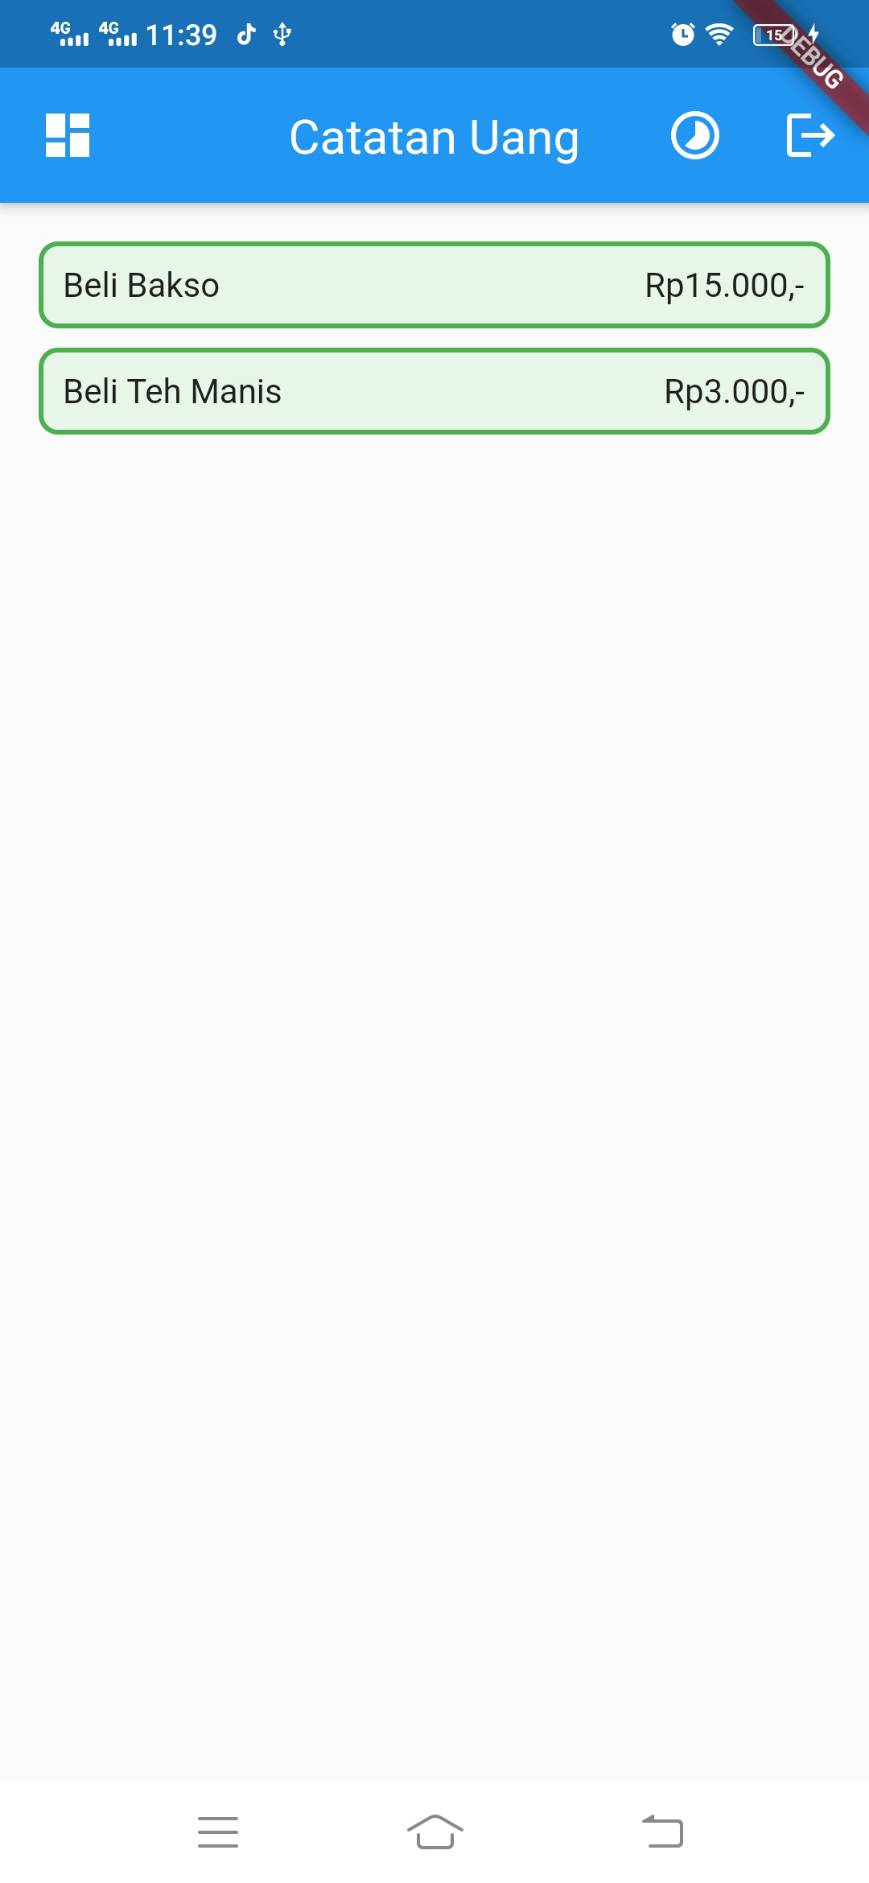 4G 4G 11:39 15
DEBUG
Catatan Uang
Beli Bakso Rp15.000,-
Beli Teh Manis Rp3.000,-